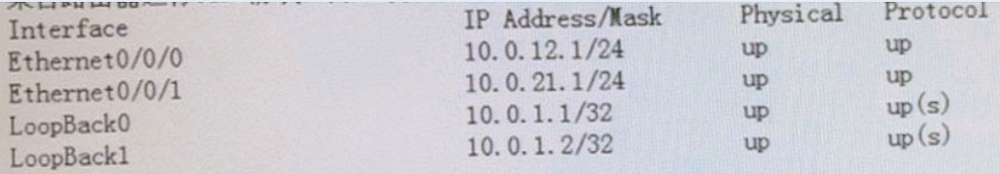 Interface IP Address/Mask Physical Protocol
Ethernet0/0/0 10.0.12.1/24 up up
Ethernet0/0/1 10.0.21.1/24 up up
LoopBack0 10.0.1.1/32 up up(s)
LoopBack1 10.0.1.2/32 up up(s)